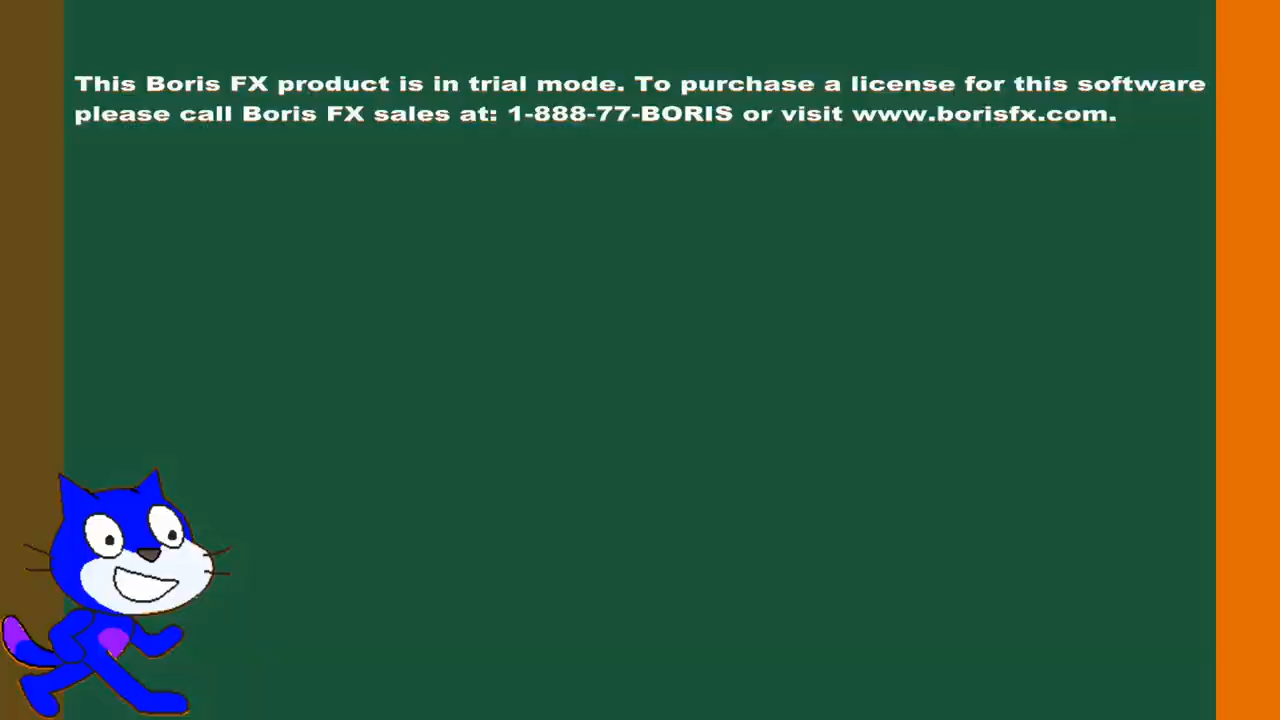 This Boris FX product is in trial mode. To purchase a license for this software
please call Boris FX sales at: 1-888-77-BORIS or visit www.borisfx.com.